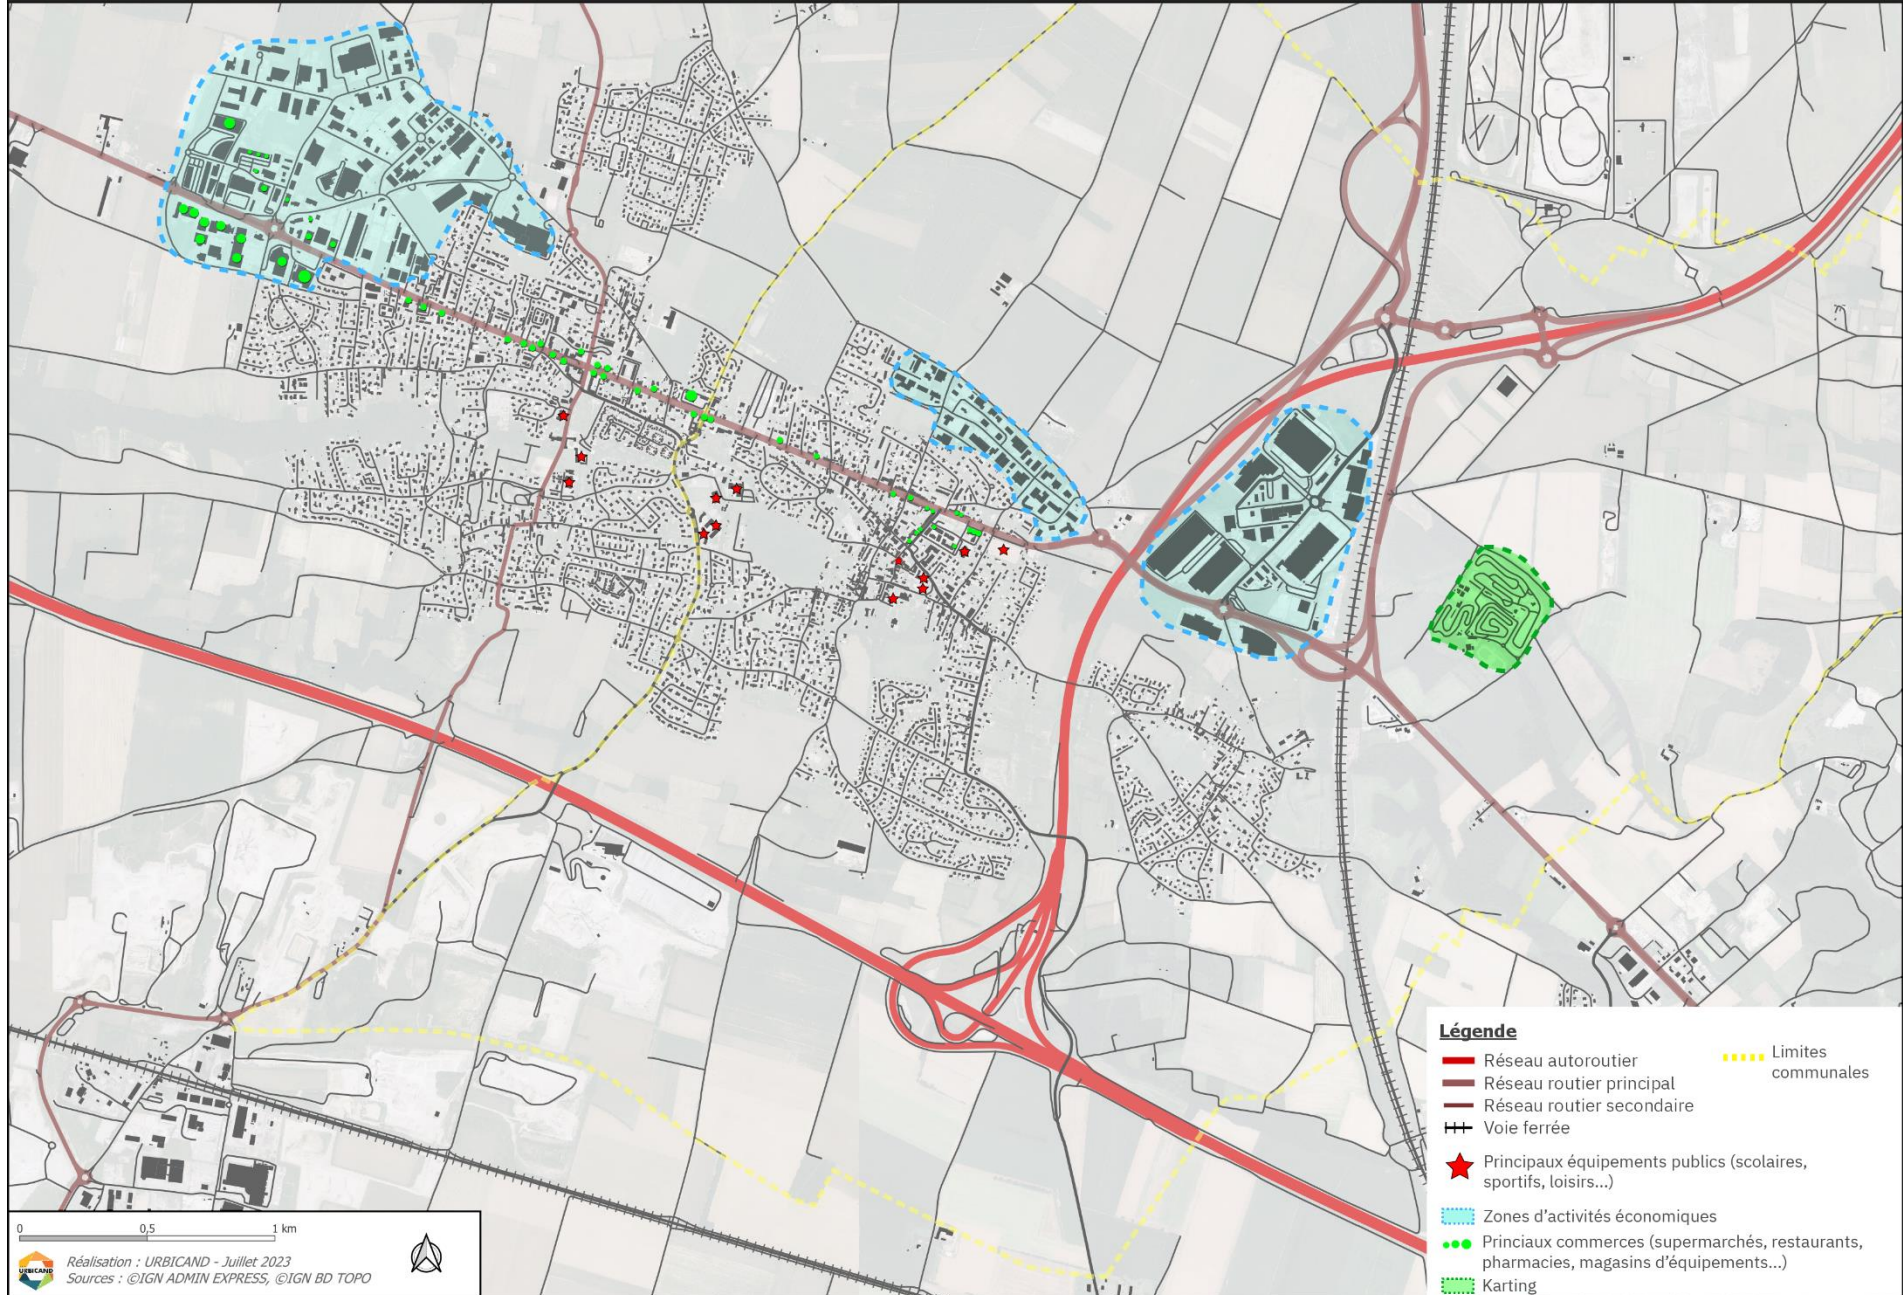 Légende
Réseau autoroutier
Réseau routier principal
Réseau routier secondaire
Voie ferrée
Limites
communales
Principaux équipements publics (scolaires,
sportifs, loisirs...)
Zones d'activités économiques
Princiaux commerces (supermarchés, restaurants,
pharmacies, magasins d'équipements...)
Karting
0 0,5 1 km
URBICAND
Réalisation : URBICAND - Juillet 2023
Sources : ©IGN ADMIN EXPRESS, ©IGN BD TOPO